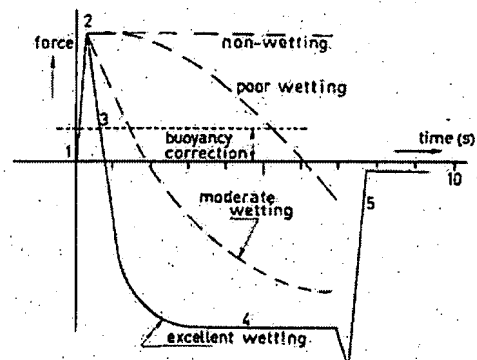 2
force
non-wetting
poor wetting
3
buoyancy
correction
time (s)
1
10
moderate
wetting
5
4
excellent wetting